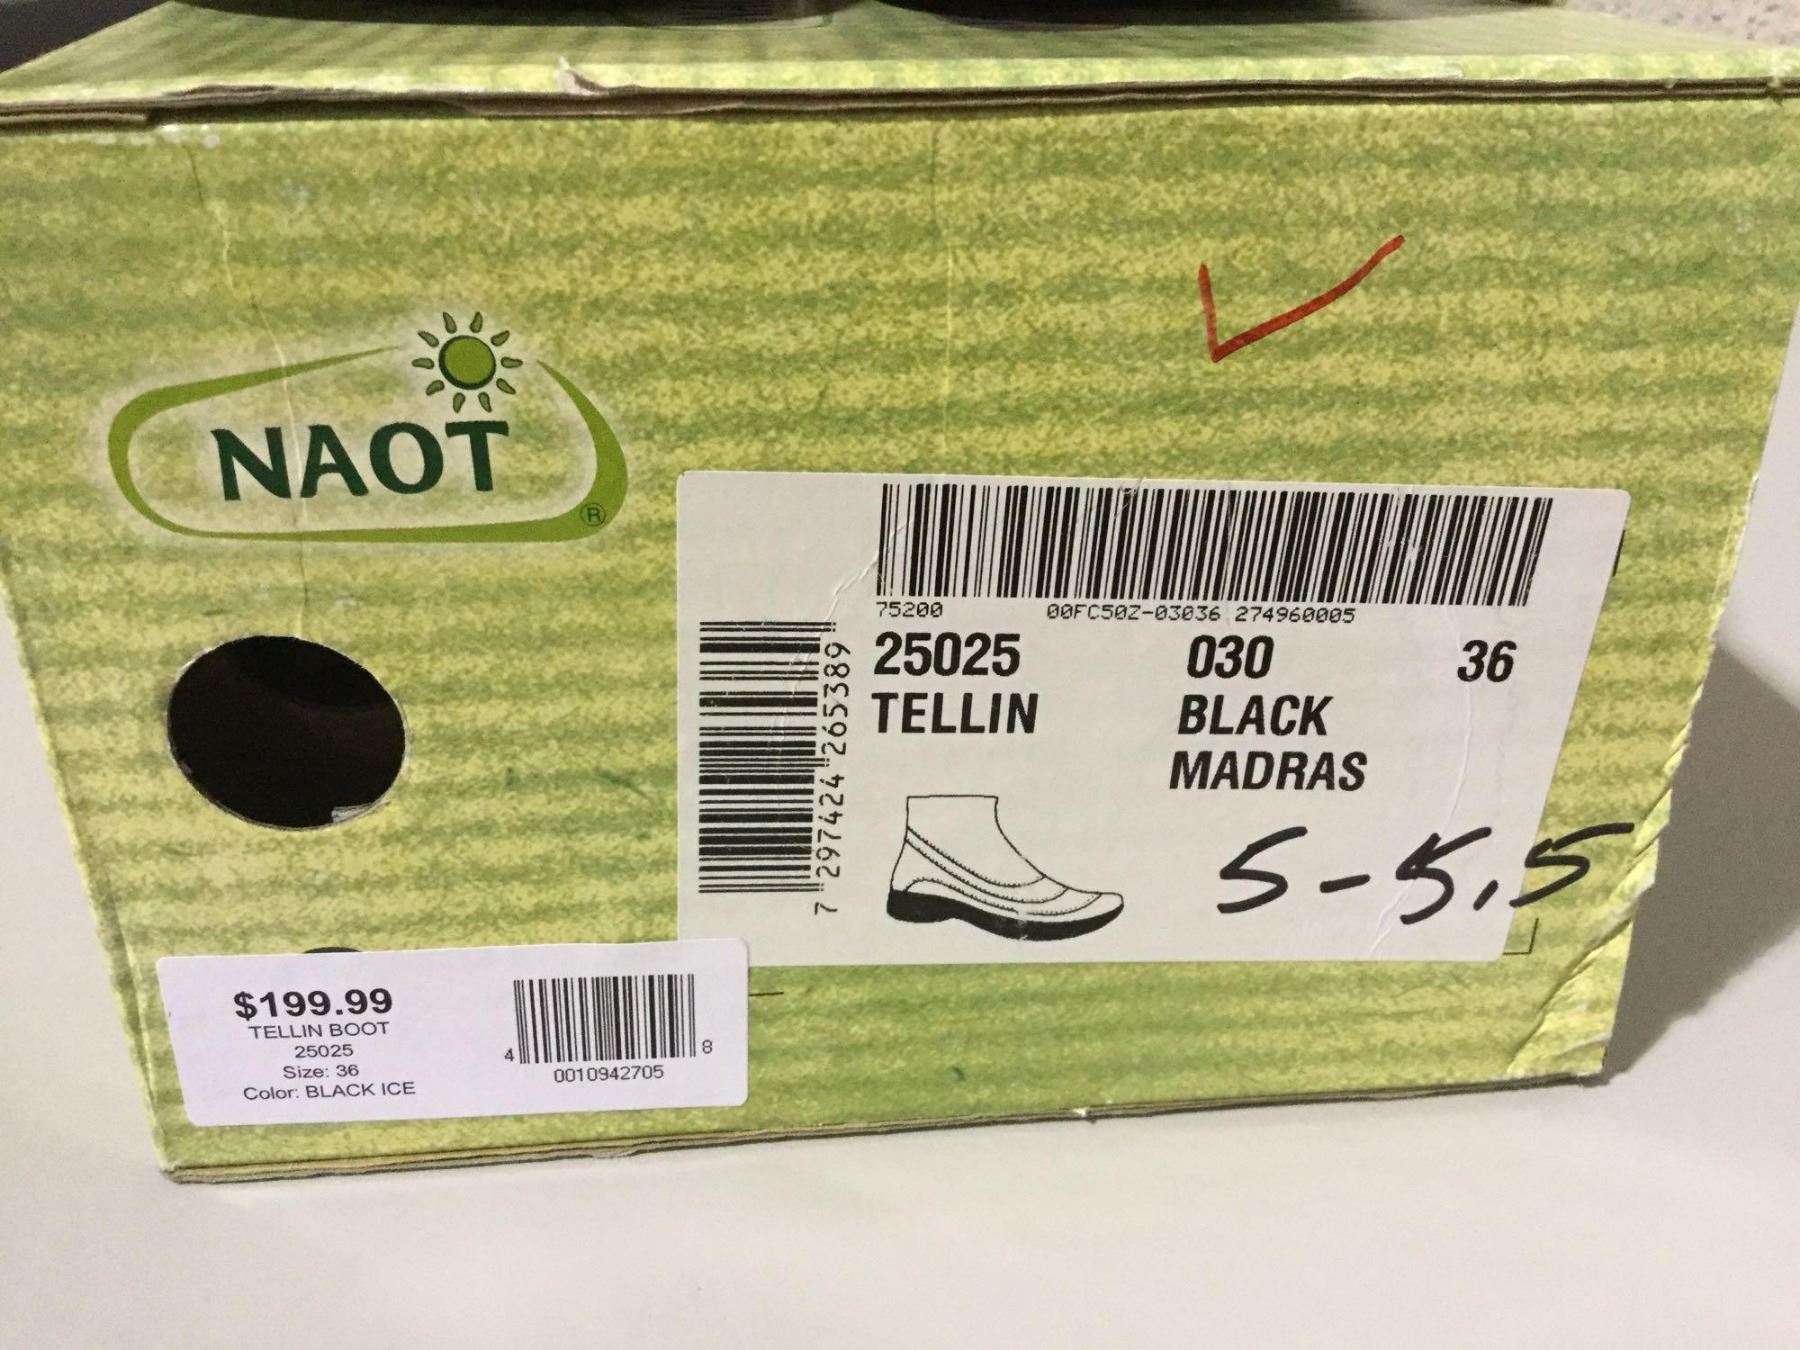 NAOT
®
75200 00FC50Z-03036 274960005
25025 030 36
TELLIN BLACK
MADRAS
7 297424 265389
5-5.5
$199.99
TELLIN BOOT
25025
Size: 36
Color: BLACK ICE
4 0010942705 8